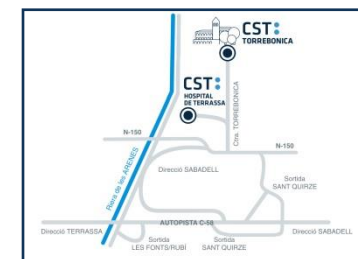 CST:
TORREBONICA
CST:
HOSPITAL
DE TERRASSA
Ctra. TORREBONICA
Riera de les ARENES
N-150
N-150
Direcció SABADELL
Sortida
SANT QUIRZE
AUTOPISTA C-58
Direcció TERRASSA
Sortida
LES FONTS/RUBÍ
Sortida
SANT QUIRZE
Direcció SABADELL